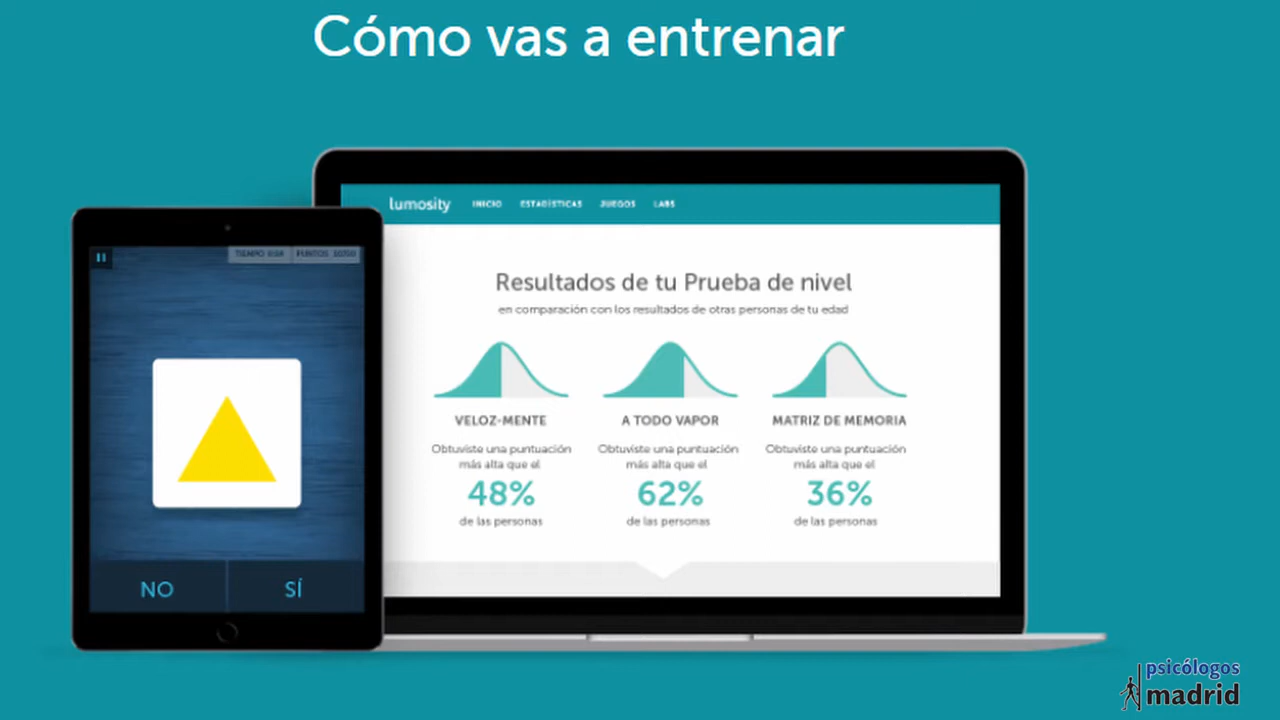 Cómo vas a entrenar
lumosity INICIO ESTADÍSTICAS JUEGOS LABS
Resultados de tu Prueba de nivel
en comparación con los resultados de otras personas de tu edad
VELOZ-MENTE
Obtuviste una puntuación
más alta que el
48%
de las personas
A TODO VAPOR
Obtuviste una puntuación
más alta que el
62%
de las personas
MATRIZ DE MEMORIA
Obtuviste una puntuación
más alta que el
36%
de las personas
TIEMPO
PUNTOS
NO SÍ
psicólogos
madrid